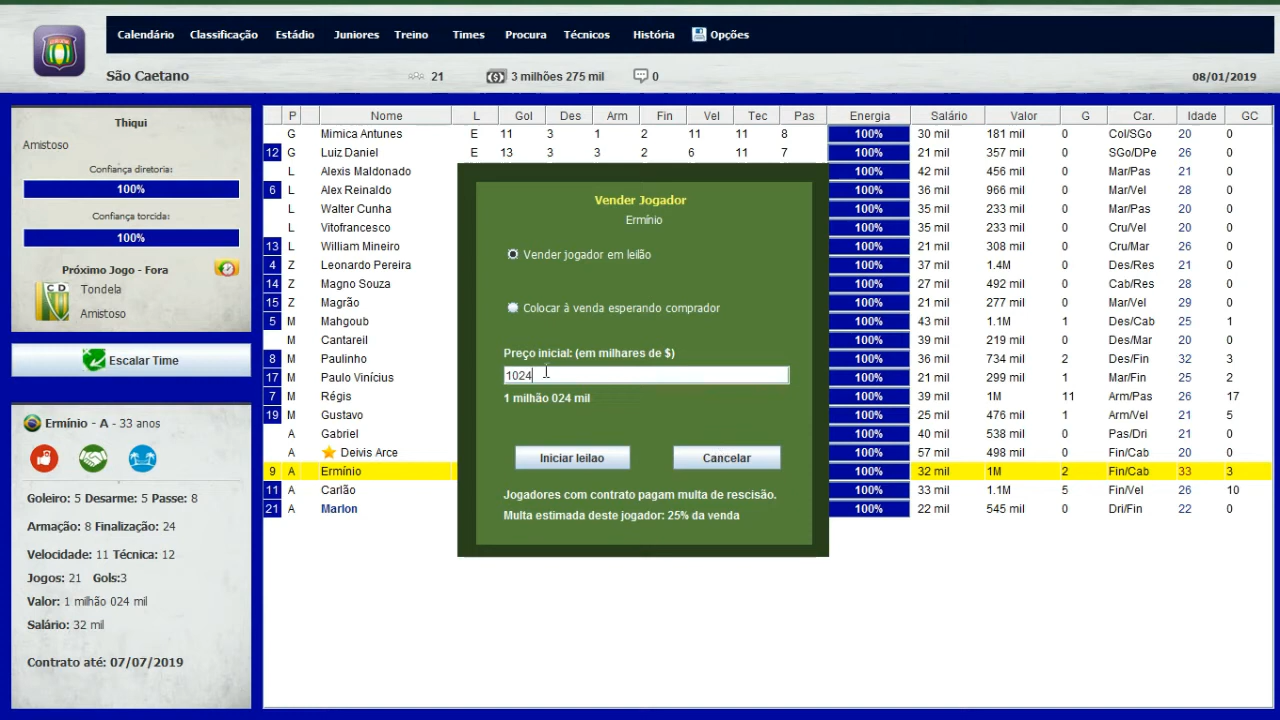 Calendário Classificação Estádio Juniores Treino Times Procura Técnicos História Opções
São Caetano 21 3 milhões 275 mil 0 08/01/2019
Thiqui
Amistoso
Confiança diretoria:
100%
Confiança torcida:
100%
Próximo Jogo - Fora
C D
Tondela
Amistoso
Escalar Time
Ermínio - A - 33 anos
Goleiro: 5 Desarme: 5 Passe: 8
Armação: 8 Finalização: 24
Velocidade: 11 Técnica: 12
Jogos: 21 Gols:3
Valor: 1 milhão 024 mil
Salário: 32 mil
Contrato até: 07/07/2019
P Nome L Gol Des Arm Fin Vel Tec Pas Energia Salário Valor G Car. Idade GC
G Mimica Antunes E 11 3 1 2 11 11 8 100% 30 mil 181 mil 0 Col/SGo 20 0
12 G Luiz Daniel E 13 3 3 2 6 11 7 100% 21 mil 357 mil 0 SGo/DPe 26 0
L Alexis Maldonado 100% 42 mil 456 mil 0 Mar/Pas 21 0
6 L Alex Reinaldo 100% 36 mil 966 mil 0 Mar/Vel 28 0
L Walter Cunha 100% 35 mil 233 mil 0 Mar/Pas 20 0
L Vitofrancesco 100% 35 mil 233 mil 0 Cru/Vel 20 0
13 L William Mineiro 100% 21 mil 308 mil 0 Cru/Mar 26 0
4 Z Leonardo Pereira 100% 37 mil 1.4M 0 Des/Res 21 0
14 Z Magno Souza 100% 27 mil 492 mil 0 Cab/Res 28 0
15 Z Magrão 100% 21 mil 277 mil 0 Mar/Vel 29 0
5 M Mahgoub 100% 43 mil 1.1M 1 Des/Cab 25 1
M Cantareil 100% 39 mil 219 mil 0 Des/Mar 20 0
8 M Paulinho 100% 36 mil 734 mil 2 Des/Fin 32 3
17 M Paulo Vinícius 100% 21 mil 299 mil 1 Mar/Fin 25 2
7 M Régis 100% 39 mil 1M 11 Arm/Pas 26 17
19 M Gustavo 100% 25 mil 476 mil 1 Arm/Vel 21 5
A Gabriel 100% 40 mil 538 mil 0 Pas/Dri 21 0
A Deivis Arce 100% 57 mil 498 mil 0 Fin/Cab 20 0
9 A Ermínio 100% 32 mil 1M 2 Fin/Cab 33 3
11 A Carlão 100% 33 mil 1.1M 5 Fin/Vel 26 10
21 A Marlon 100% 22 mil 545 mil 0 Dri/Fin 22 0
Vender Jogador
Ermínio
Vender jogador em leilão
Colocar à venda esperando comprador
Preço inicial: (em milhares de $)
1024
1 milhão 024 mil
Iniciar leilao Cancelar
Jogadores com contrato pagam multa de rescisão.
Multa estimada deste jogador: 25% da venda